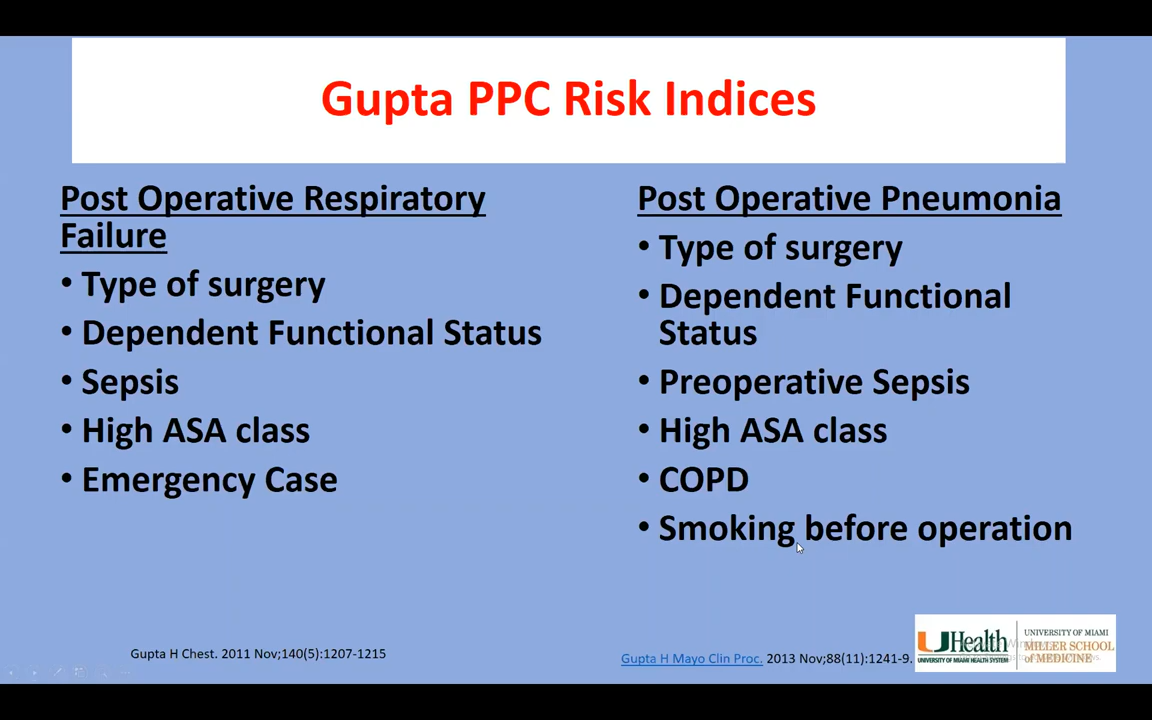 Gupta PPC Risk Indices
Post Operative Respiratory
Failure
• Type of surgery
• Dependent Functional Status
• Sepsis
• High ASA class
• Emergency Case
Post Operative Pneumonia
• Type of surgery
• Dependent Functional
Status
• Preoperative Sepsis
• High ASA class
• COPD
• Smoking before operation
Gupta H Chest. 2011 Nov;140(5):1207-1215
Gupta H Mayo Clin Proc. 2013 Nov;88(11):1241-9.
UHealth
UNIVERSITY OF MIAMI HEALTH SYSTEM
UNIVERSITY OF MIAMI
MILLER SCHOOL
of MEDICINE